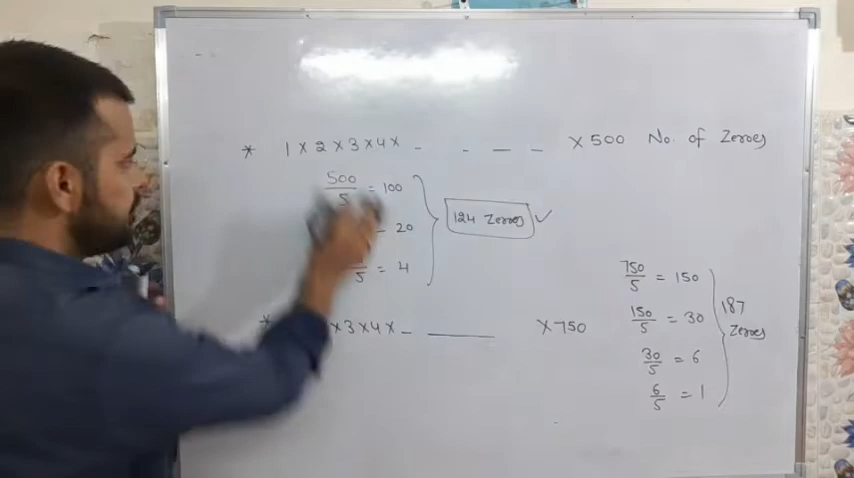 * 1 x 2 x 3 x 4 x _ _ _ _ x 500 No. of Zeroes
500/5 = 100
= 20
/5 = 4
124 Zeroes ✓
* x 3 x 4 x _ ____ x 750
750/5 = 150
150/5 = 30
30/5 = 6
6/5 = 1
187
Zeroes